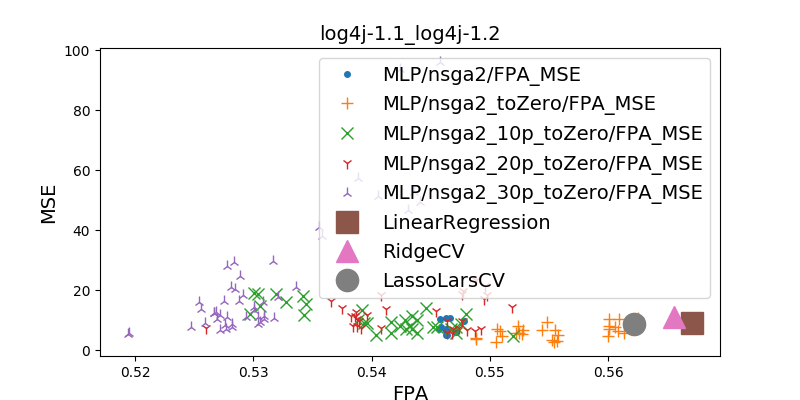 log4j-1.1_log4j-1.2
100
80
60
40
20
0
MSE
MLP/nsga2/FPA_MSE
MLP/nsga2_toZero/FPA_MSE
MLP/nsga2_10p_toZero/FPA_MSE
MLP/nsga2_20p_toZero/FPA_MSE
MLP/nsga2_30p_toZero/FPA_MSE
LinearRegression
RidgeCV
LassoLarsCV
0.52
0.53
0.54
0.55
0.56
FPA